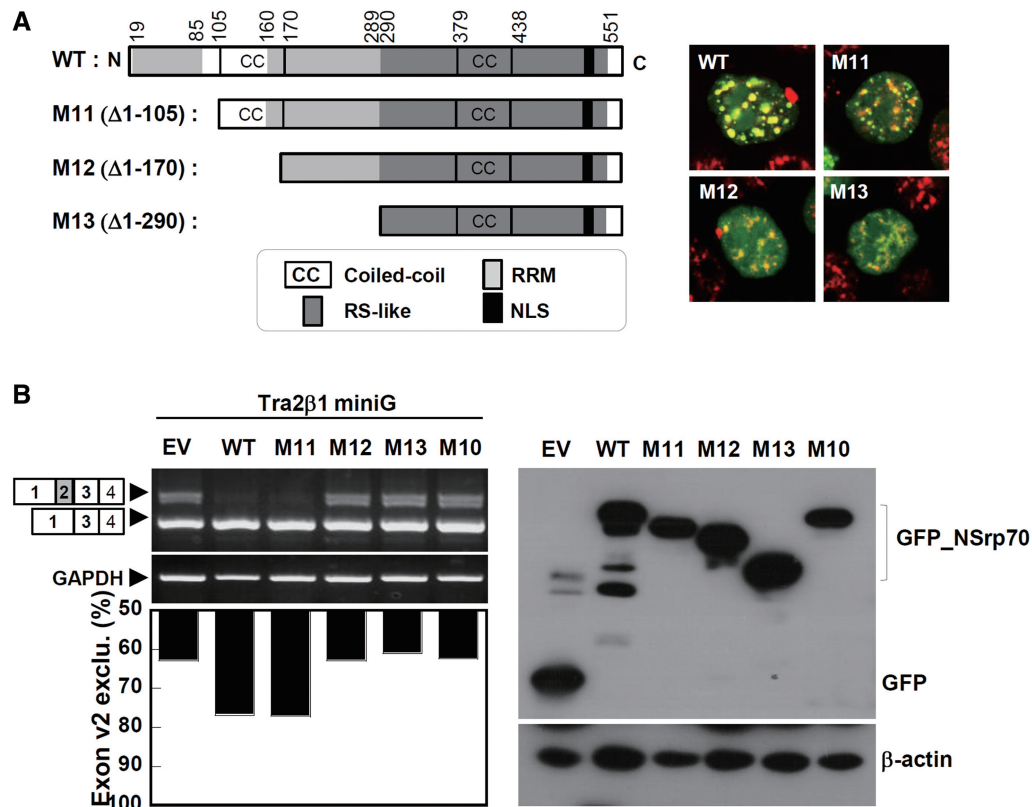 A
19 85 105 160 170 289 290 379 438 551
WT : N CC CC C
M11 (Δ1-105) : CC CC
M12 (Δ1-170) : CC
M13 (Δ1-290) : CC
CC Coiled-coil RRM
RS-like NLS
WT M11
M12 M13
B
Tra2β1 miniG
EV WT M11 M12 M13 M10
1 2 3 4
1 3 4
GAPDH
Exon v2 exclu. (%)
50
60
70
80
90
100
EV WT M11 M12 M13 M10
GFP_NSrp70
GFP
β-actin